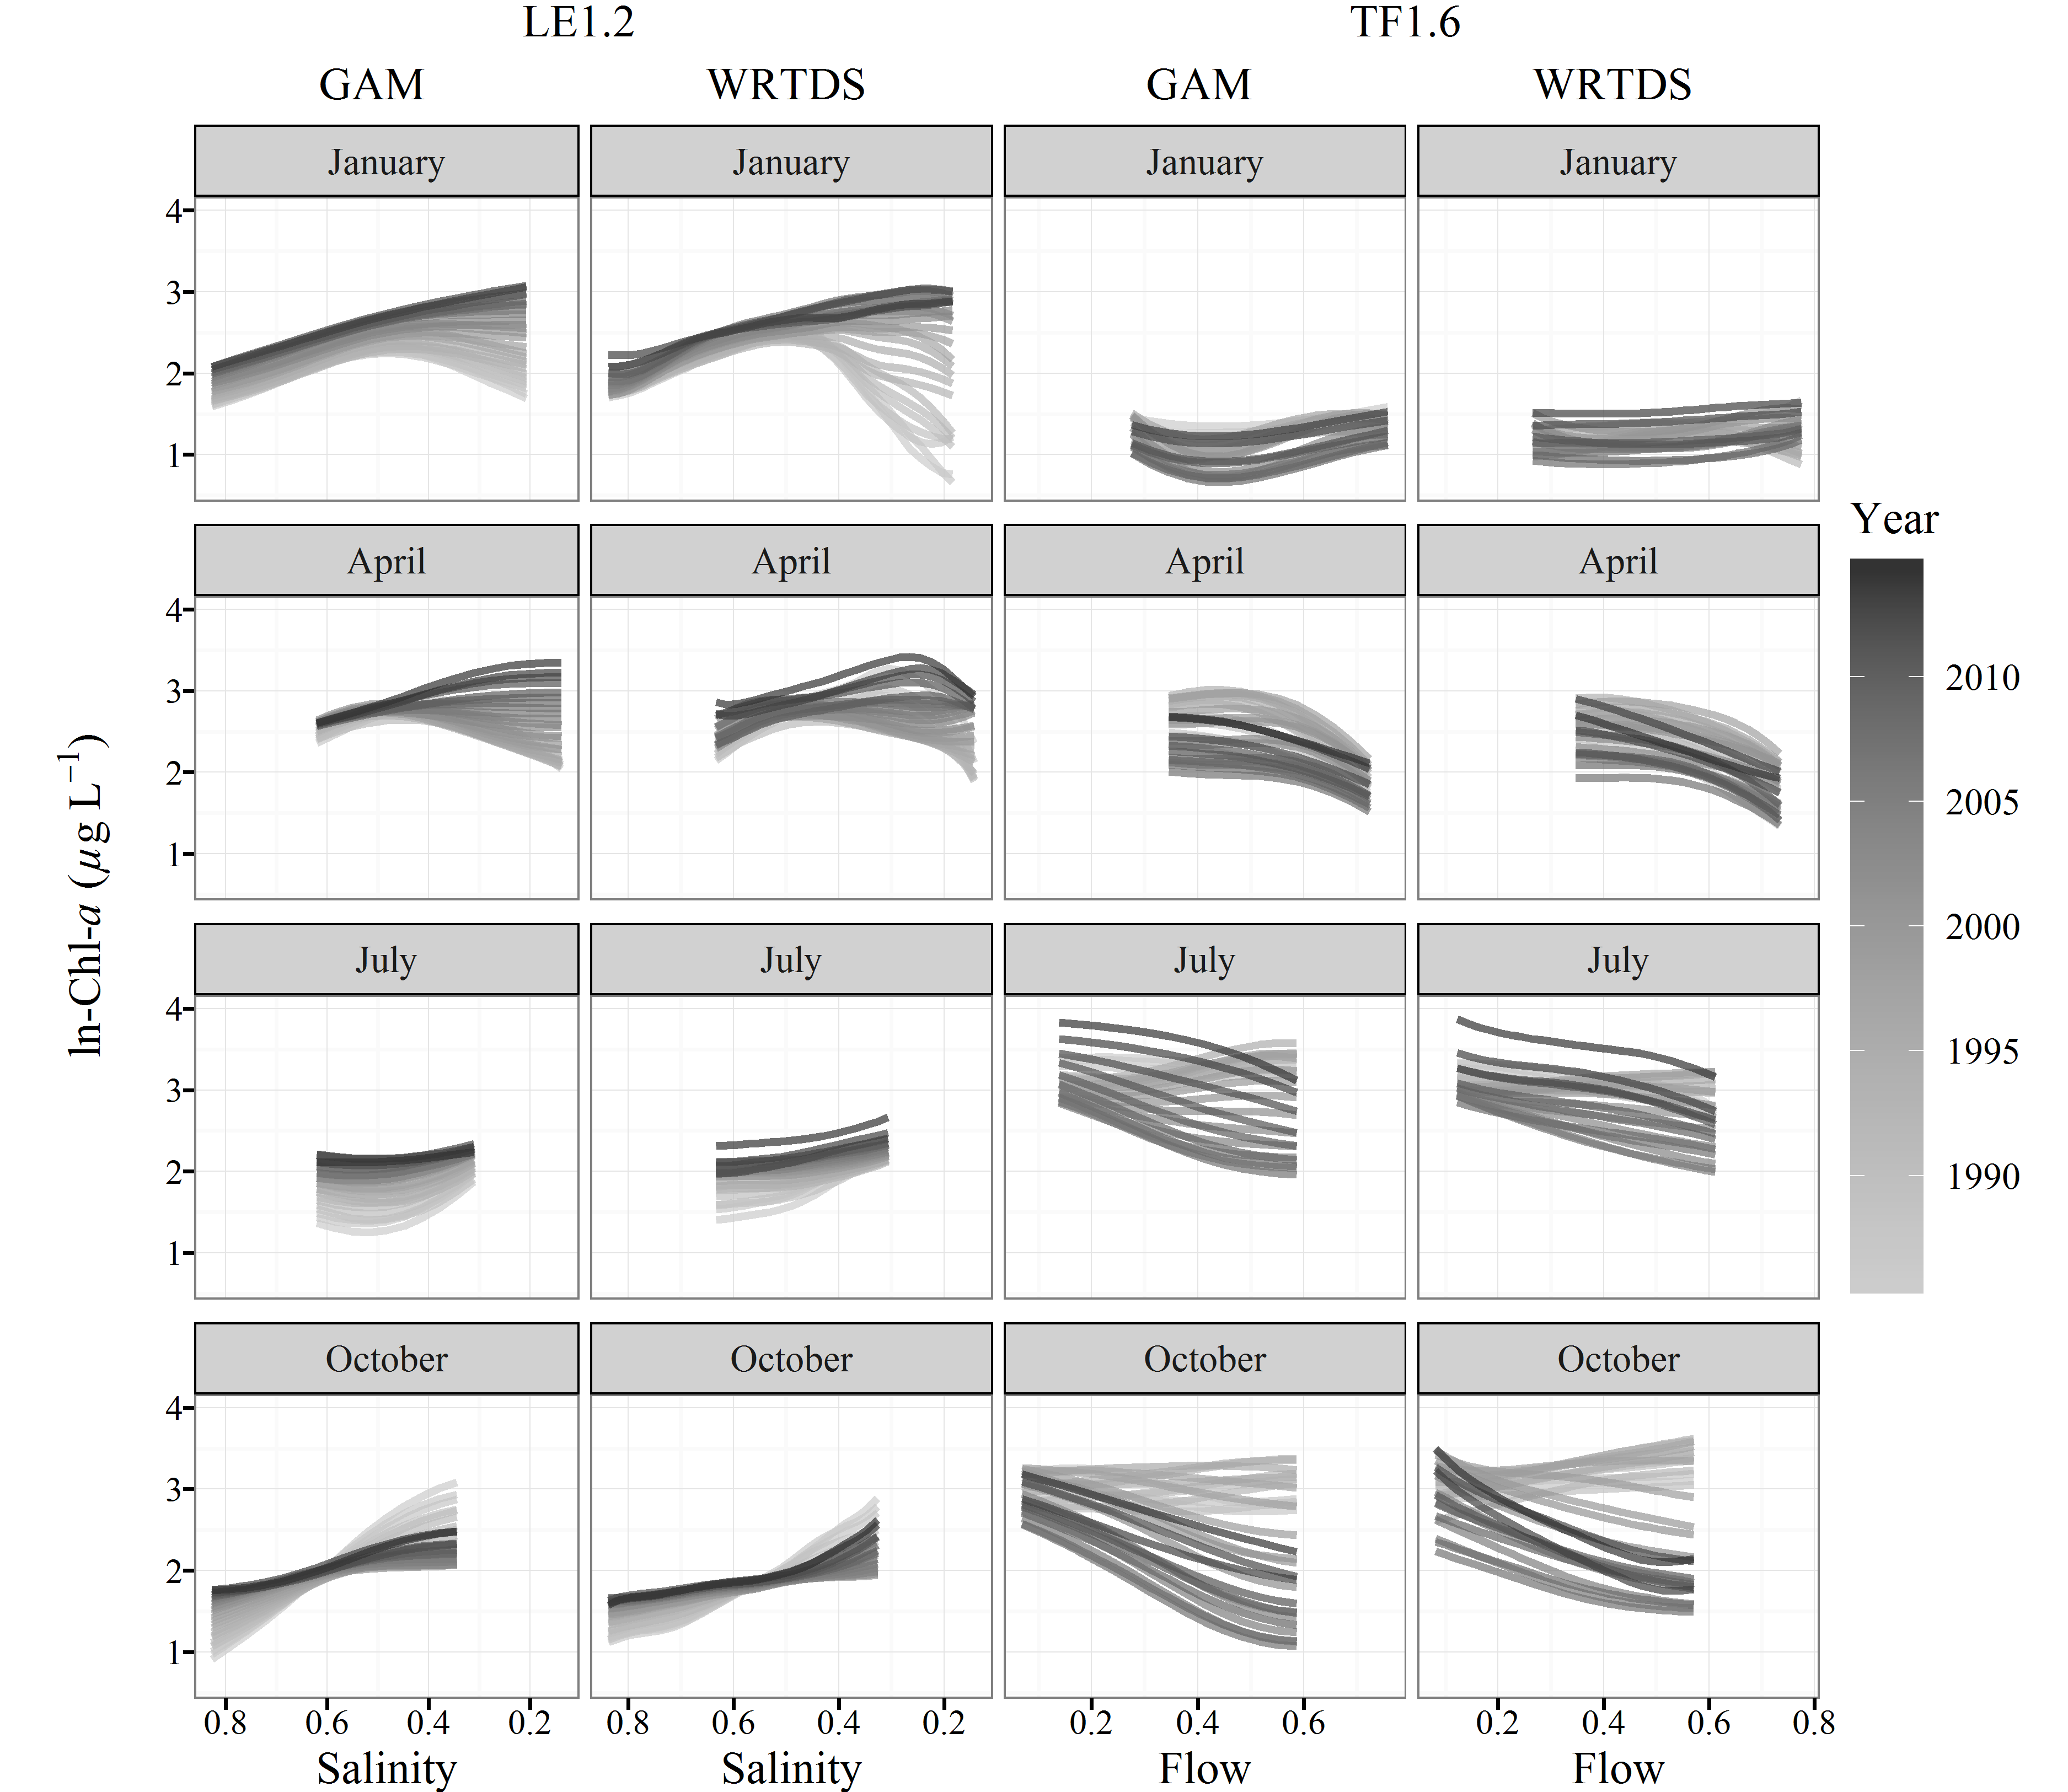 LE1.2 TF1.6
GAM WRTDS GAM WRTDS
January January January January
4
3
2
1
April April April April
4
3
2
1
July July July July
4
3
2
1
October October October October
4
3
2
1
0.8 0.6 0.4 0.2 0.8 0.6 0.4 0.2 0.2 0.4 0.6 0.2 0.4 0.6 0.8
Salinity Salinity Flow Flow
ln-Chl-a (μg L−1)
Year
2010
2005
2000
1995
1990